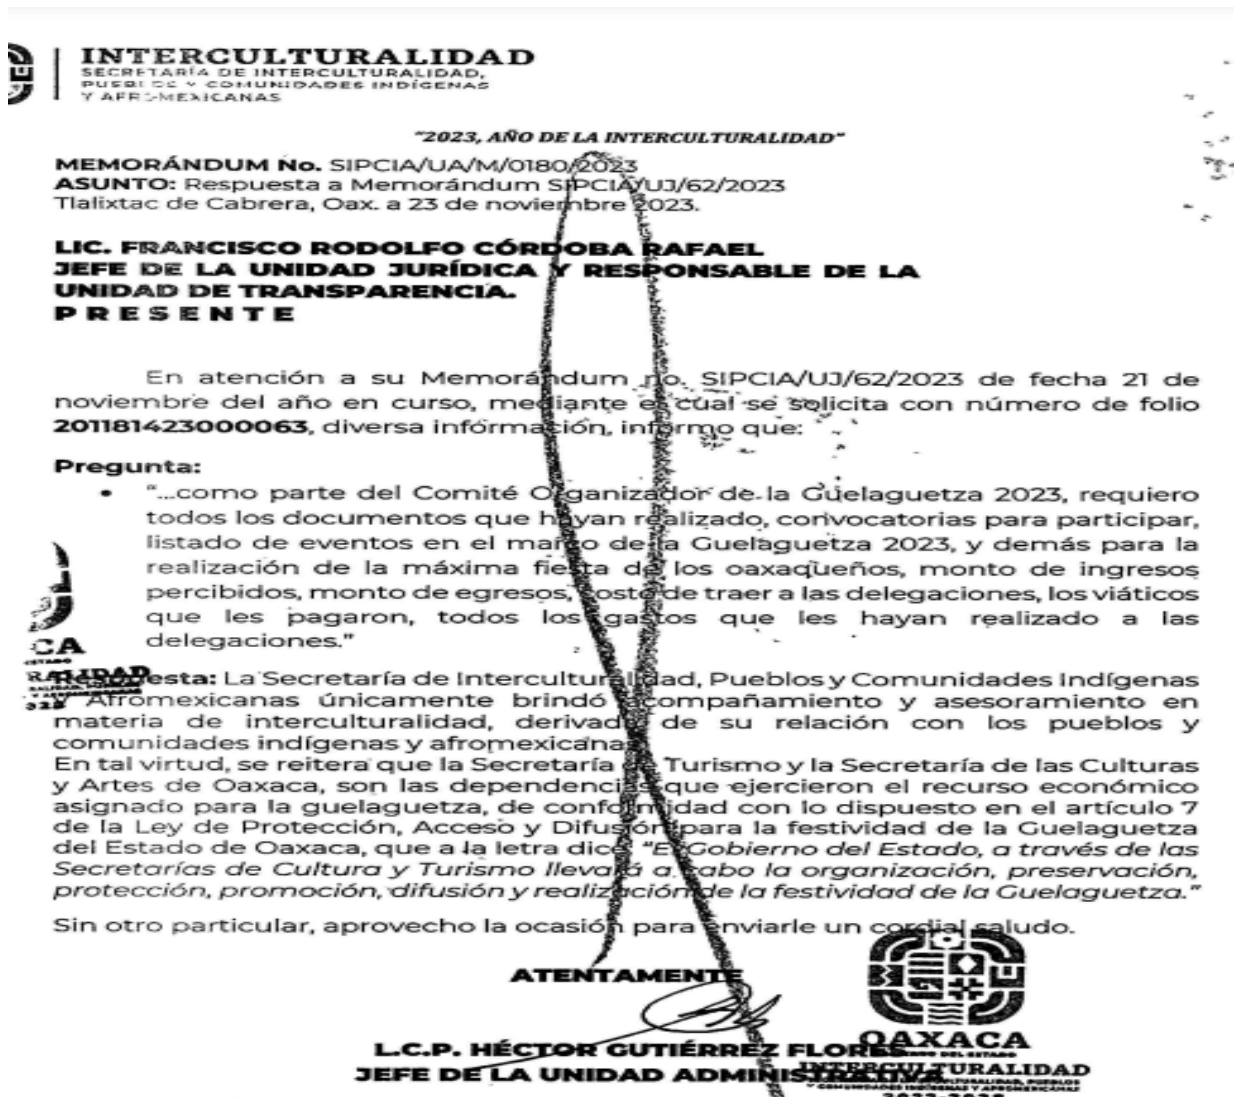 INTERCULTURALIDAD
SECRETARÍA DE INTERCULTURALIDAD,
PUEBLOS Y COMUNIDADES INDÍGENAS
Y AFROMEXICANAS
"2023, AÑO DE LA INTERCULTURALIDAD"
MEMORÁNDUM No. SIPCIA/UA/M/0180/2023
ASUNTO: Respuesta a Memorándum SIPCIA/UJ/62/2023
Tlalixtac de Cabrera, Oax. a 23 de noviembre 2023.
LIC. FRANCISCO RODOLFO CÓRDOBA RAFAEL
JEFE DE LA UNIDAD JURÍDICA Y RESPONSABLE DE LA
UNIDAD DE TRANSPARENCIA.
P R E S E N T E
En atención a su Memorándum no. SIPCIA/UJ/62/2023 de fecha 21 de
noviembre del año en curso, mediante el cual se solicita con número de folio
201181423000063, diversa información, informo que:
Pregunta:
• "...como parte del Comité Organizador de la Guelaguetza 2023, requiero
todos los documentos que hayan realizado, convocatorias para participar,
listado de eventos en el marco de la Guelaguetza 2023, y demás para la
realización de la máxima fiesta de los oaxaqueños, monto de ingresos
percibidos, monto de egresos, costo de traer a las delegaciones, los viáticos
que les pagaron, todos los gastos que les hayan realizado a las
delegaciones."
Respuesta: La Secretaría de Interculturalidad, Pueblos y Comunidades Indígenas
y Afromexicanas únicamente brindó acompañamiento y asesoramiento en
materia de interculturalidad, derivado de su relación con los pueblos y
comunidades indígenas y afromexicanas.
En tal virtud, se reitera que la Secretaría de Turismo y la Secretaría de las Culturas
y Artes de Oaxaca, son las dependencias que ejercieron el recurso económico
asignado para la guelaguetza, de conformidad con lo dispuesto en el artículo 7
de la Ley de Protección, Acceso y Difusión para la festividad de la Guelaguetza
del Estado de Oaxaca, que a la letra dice: "El Gobierno del Estado, a través de las
Secretarías de Cultura y Turismo llevará a cabo la organización, preservación,
protección, promoción, difusión y realización de la festividad de la Guelaguetza."
Sin otro particular, aprovecho la ocasión para enviarle un cordial saludo.
ATENTAMENTE
L.C.P. HÉCTOR GUTIÉRREZ FLORES
JEFE DE LA UNIDAD ADMINISTRATIVA
OAXACA
INTERCULTURALIDAD